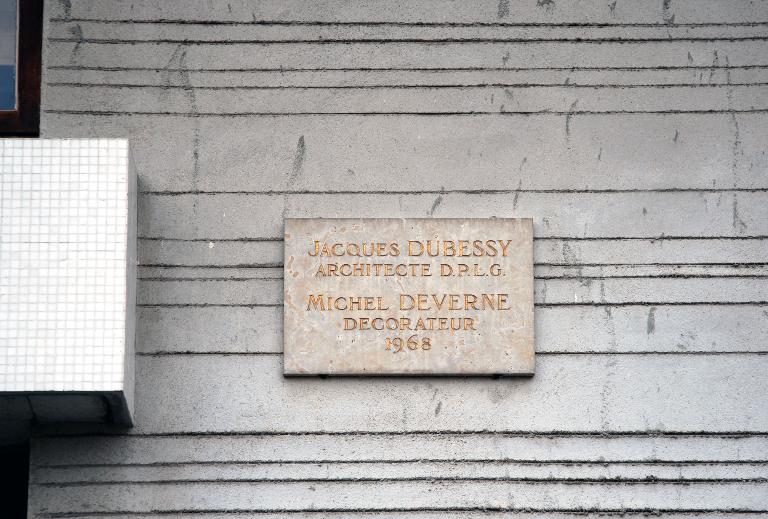 Jacques DUBESSY
ARCHITECTE D.P.L.G.
Michel DEVERNE
DECORATEUR
1968